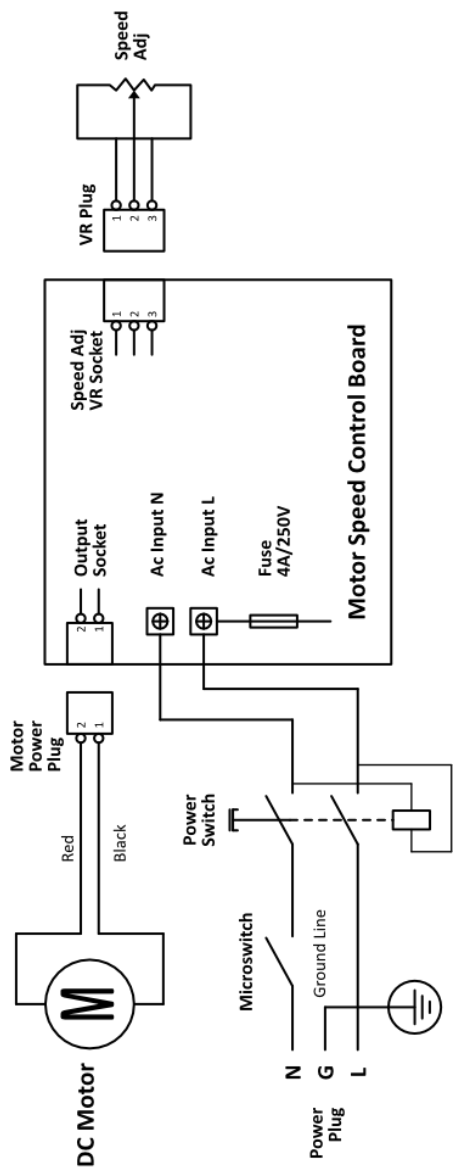 DC Motor
M
Red
Black
Motor
Power
Plug
2
1
2
1
Output
Socket
Speed Adj
VR Socket
1
2
3
VR Plug
1
2
3
Speed
Adj
Ac Input N
Ac Input L
Fuse
4A/250V
Motor Speed Control Board
Power
Switch
Microswitch
Ground Line
N
G
L
Power
Plug